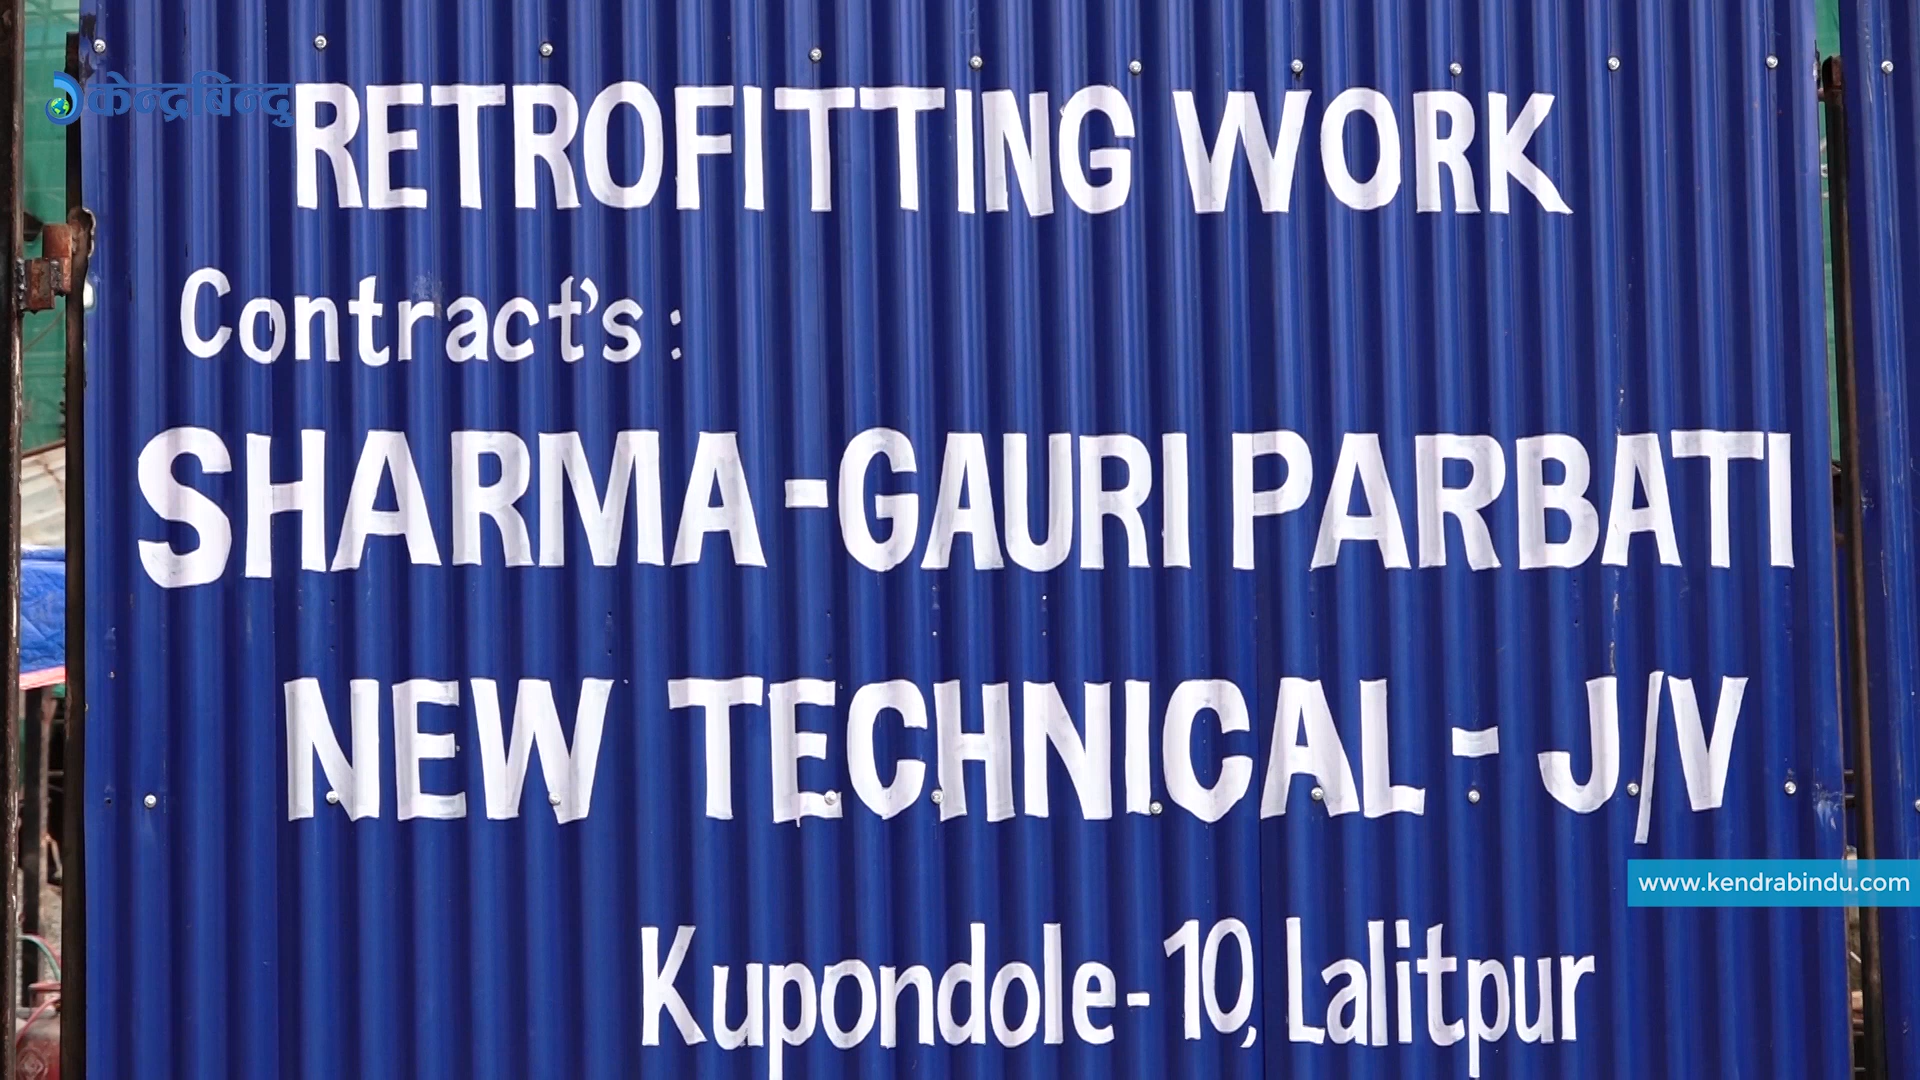 केन्द्रबिन्दु
RETROFITTING WORK
Contract's :
SHARMA-GAURI PARBATI
NEW TECHNICAL - J/V
www.kendrabindu.com
Kupondole-10, Lalitpur